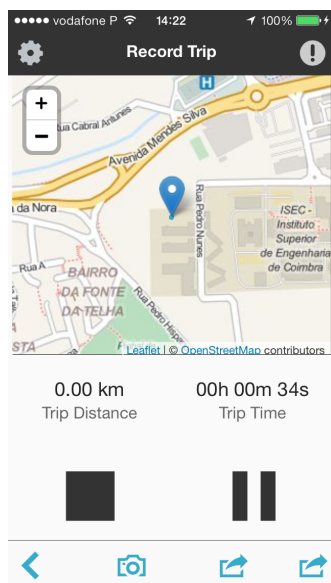 vodafone P 14:22 100%
Record Trip
H
+
−
Rua Cabral Antunes
Avenida Mendes Silva
da Nora
Rua Pedro Nunes
ISEC -
Instituto
Superior
de Engenharia
de Coimbra
Rua A
BAIRRO
DA FONTE
DA TELHA
Rua Pedro Hispa
STA
Leaflet | © OpenStreetMap contributors
0.00 km 00h 00m 34s
Trip Distance Trip Time